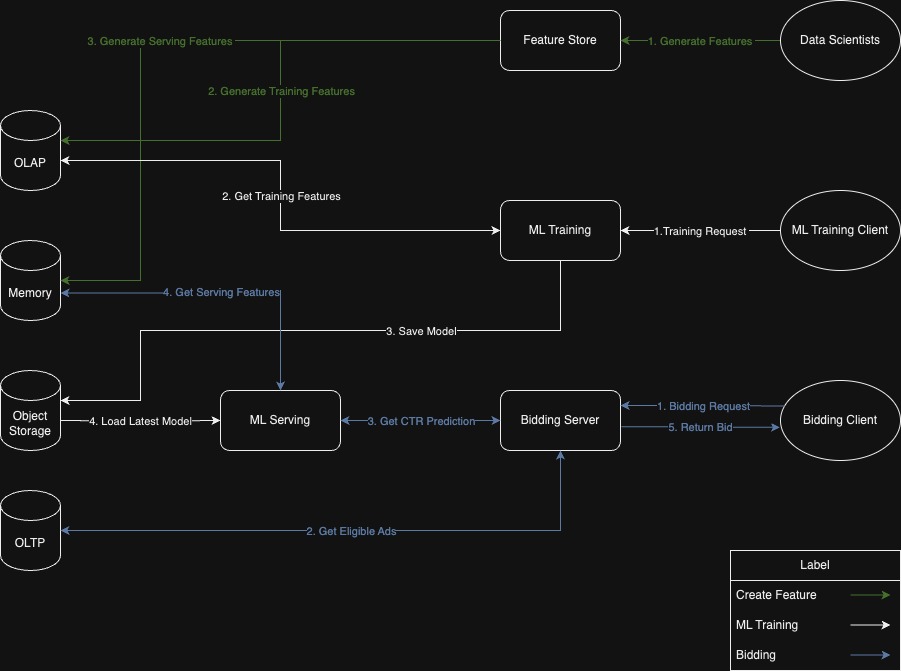 3. Generate Serving Features
Feature Store
1. Generate Features
Data Scientists
2. Generate Training Features
OLAP
2. Get Training Features
ML Training
1.Training Request
ML Training Client
Memory
4. Get Serving Features
3. Save Model
Object
Storage
4. Load Latest Model
ML Serving
3. Get CTR Prediction
Bidding Server
1. Bidding Request
5. Return Bid
Bidding Client
OLTP
2. Get Eligible Ads
Label
Create Feature
ML Training
Bidding